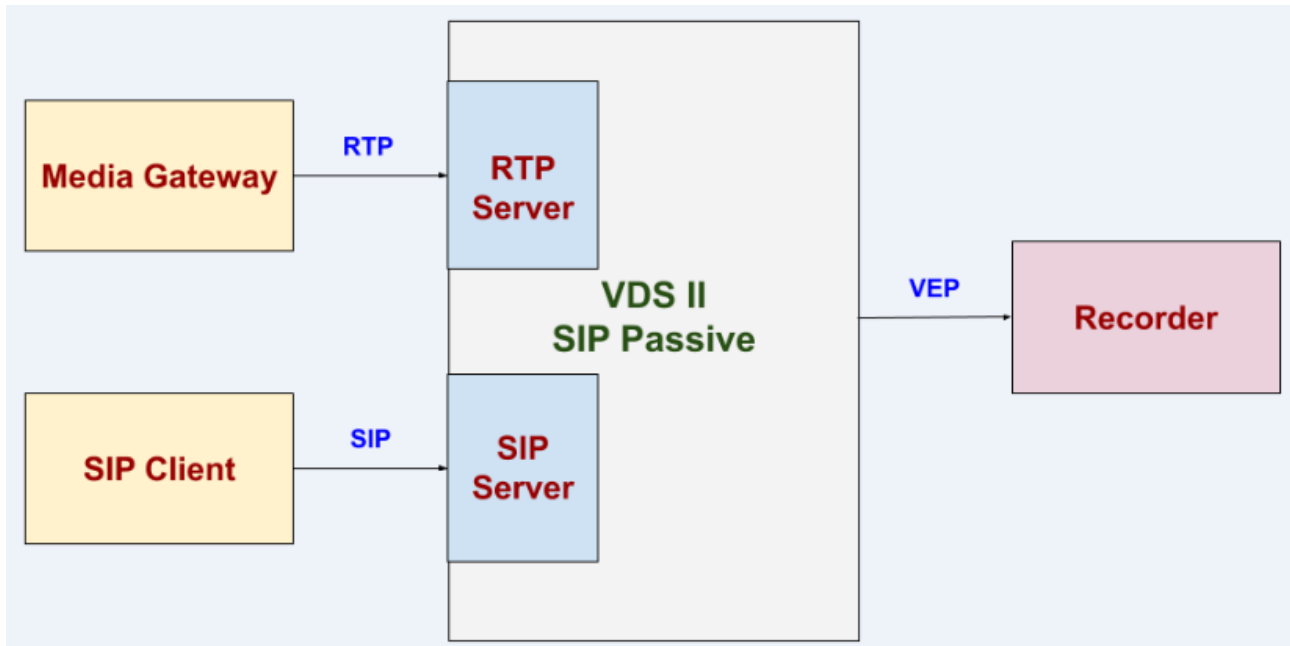 RTP
Media Gateway
RTP
Server
VDS II
SIP Passive
VEP
Recorder
SIP
SIP Client
SIP
Server